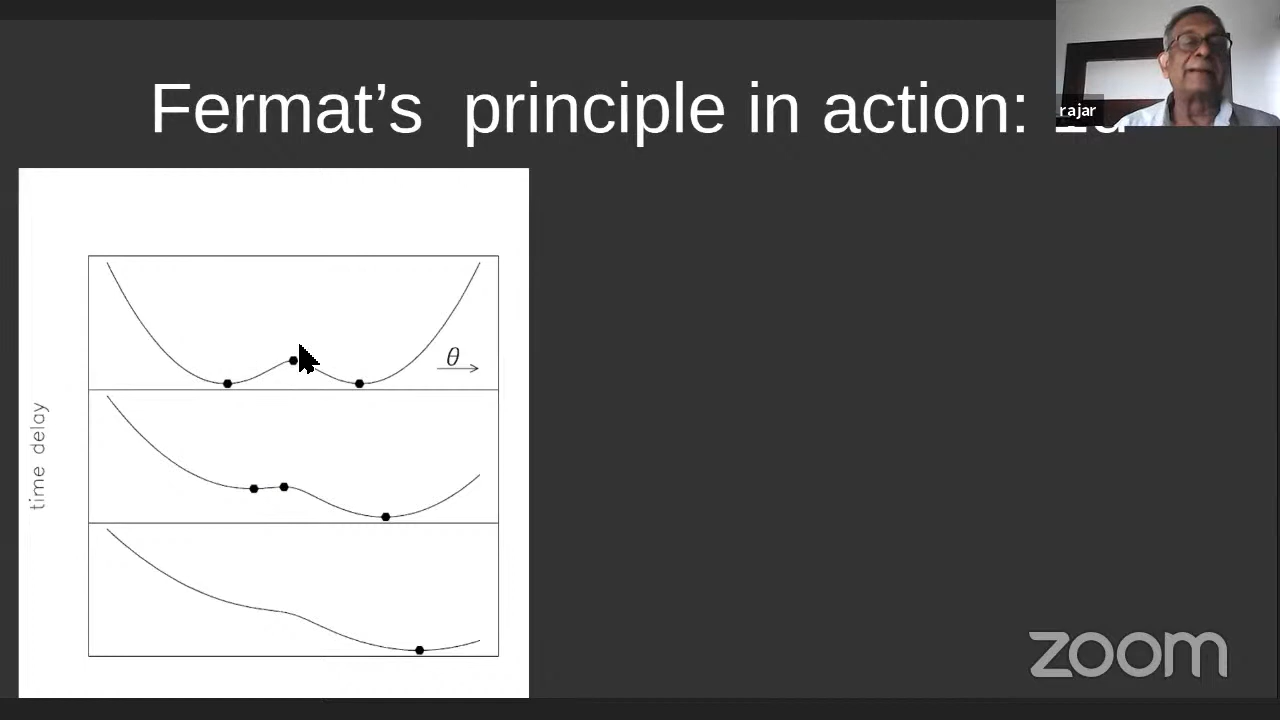 Fermat’s principle in action:
rajar
θ
time delay
zoom